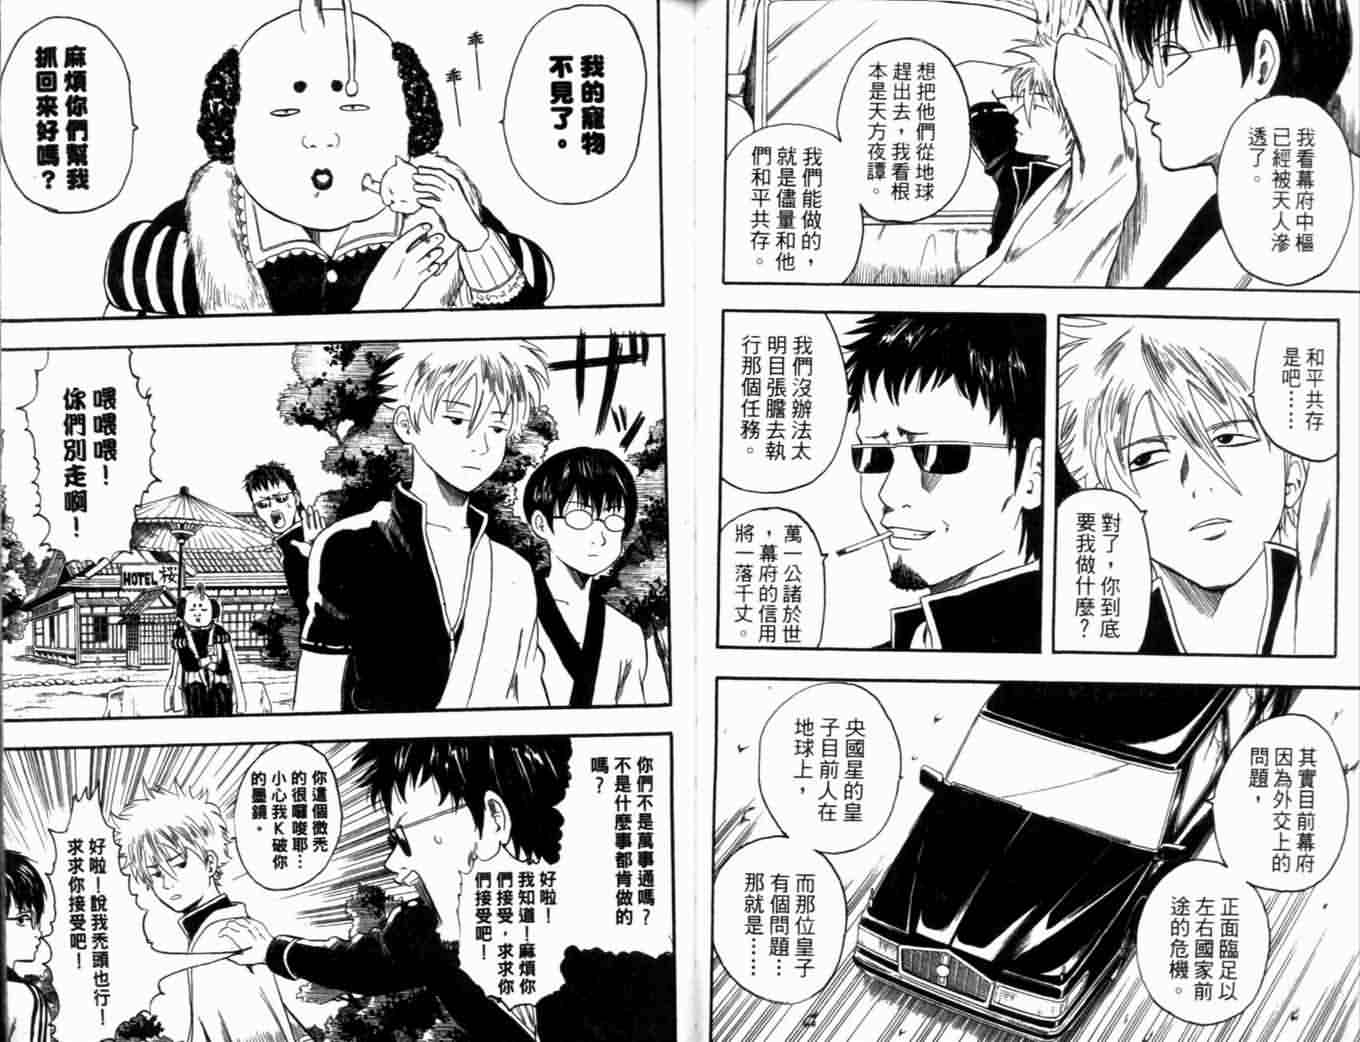 我看幕府中樞
已經被天人滲
透了。
想把他們從地球
趕出去，我看根
本是天方夜譚。
我們能做的，
就是儘量和他
們和平共存。
和平共存
是吧……
對了，你到底
要我做什麼？
我們沒辦法太
明目張膽去執
行那個任務。
萬一公諸於世
，幕府的信用
將一落千丈。
其實目前幕府
因為外交上的
問題，
正面臨足以
左右國家前
途的危機。
央國星的皇
子目前人在
地球上，
而那位皇子
有個問題…
那就是……
我的寵物
不見了。
乖
乖
麻煩你們幫我
抓回來好嗎？
ガタッ
喂喂喂！
你們別走啊！
HOTEL 桜
你們不是萬事通嗎？
不是什麼事都肯做的
嗎？
你這個微禿
的很囉唆耶…
小心我K破你
的墨鏡。
好啦！
我知道！麻煩你
們接受，求求你
們接受吧！
好啦！說我禿頭也行！
求求你接受吧！